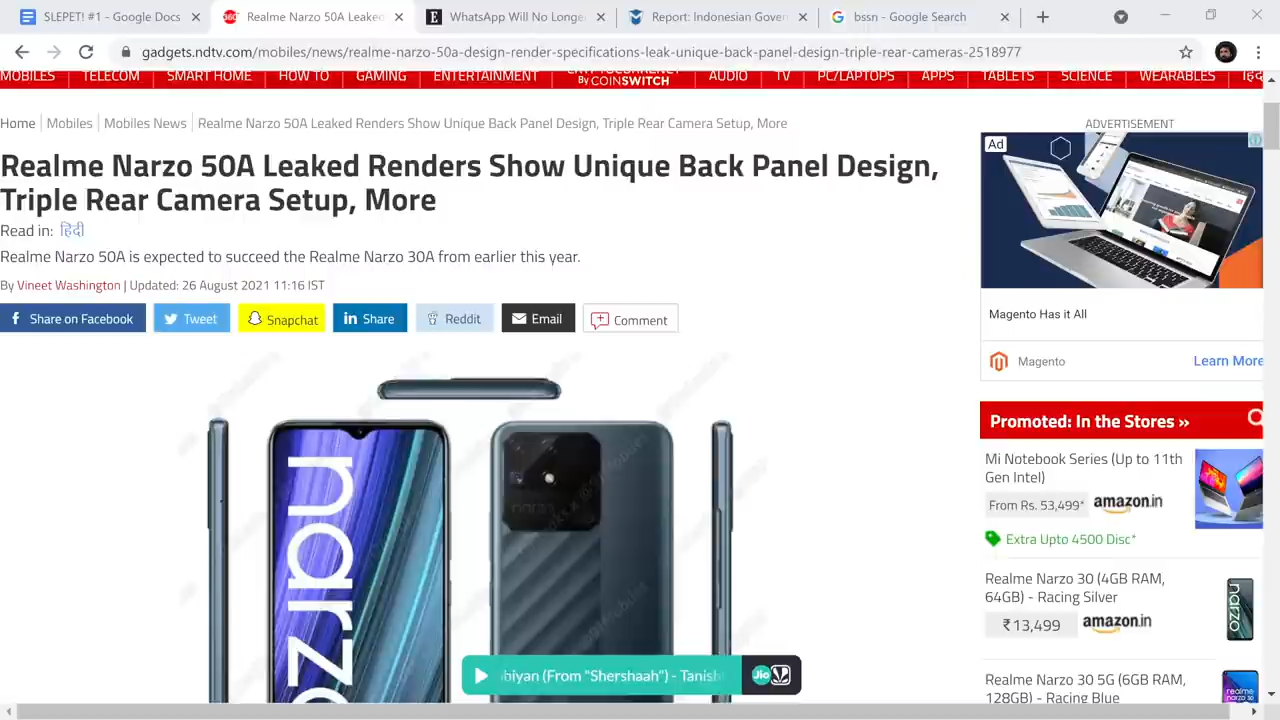 SLEPET! #1 - Google Docs
Realme Narzo 50A Leaked
WhatsApp Will No Longe
Report: Indonesian Gover
bssn - Google Search
gadgets.ndtv.com/mobiles/news/realme-narzo-50a-design-render-specifications-leak-unique-back-panel-design-triple-rear-cameras-2518977
MOBILES TELECOM SMART HOME HOW TO GAMING ENTERTAINMENT By COINSWITCH AUDIO TV PC/LAPTOPS APPS TABLETS SCIENCE WEARABLES
Home Mobiles Mobiles News Realme Narzo 50A Leaked Renders Show Unique Back Panel Design, Triple Rear Camera Setup, More
ADVERTISEMENT
Realme Narzo 50A Leaked Renders Show Unique Back Panel Design,
Triple Rear Camera Setup, More
Read in: हिंदी
Realme Narzo 50A is expected to succeed the Realme Narzo 30A from earlier this year.
By Vineet Washington | Updated: 26 August 2021 11:16 IST
Share on Facebook Tweet Snapchat Share Reddit Email Comment
narzo
Ad
Magento Has it All
Magento Learn More
Promoted: In the Stores »
Mi Notebook Series (Up to 11th
Gen Intel)
From Rs. 53,499* amazon.in
Extra Upto 4500 Disc*
Realme Narzo 30 (4GB RAM,
64GB) - Racing Silver
₹13,499 amazon.in
narzo
Realme Narzo 30 5G (6GB RAM,
128GB) - Racing Blue
realme
narzo 30
biyan (From "Shershaah") - Tanish
Jio